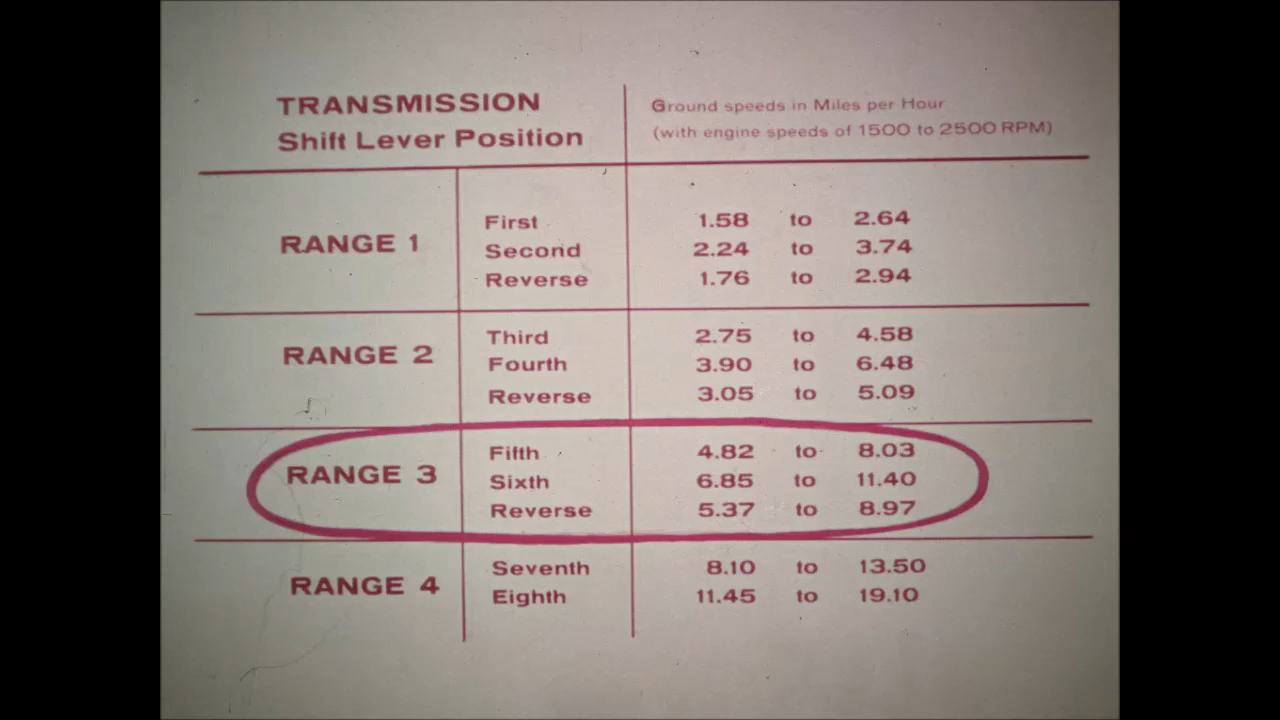 TRANSMISSION
Shift Lever Position
Ground speeds in Miles per Hour
(with engine speeds of 1500 to 2500 RPM)
RANGE 1
First 1.58 to 2.64
Second 2.24 to 3.74
Reverse 1.76 to 2.94
RANGE 2
Third 2.75 to 4.58
Fourth 3.90 to 6.48
Reverse 3.05 to 5.09
RANGE 3
Fifth 4.82 to 8.03
Sixth 6.85 to 11.40
Reverse 5.37 to 8.97
RANGE 4
Seventh 8.10 to 13.50
Eighth 11.45 to 19.10